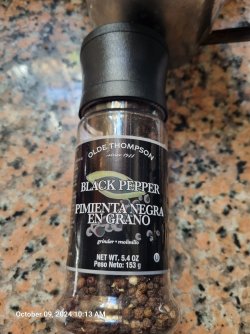 OLDE THOMPSON
since 1944
BLACK PEPPER
PIMIENTA NEGRA
EN GRANO
grinder • molinillo
NET WT. 5.4 OZ
Peso Neto: 153 g
October 09, 2024 10:13 AM